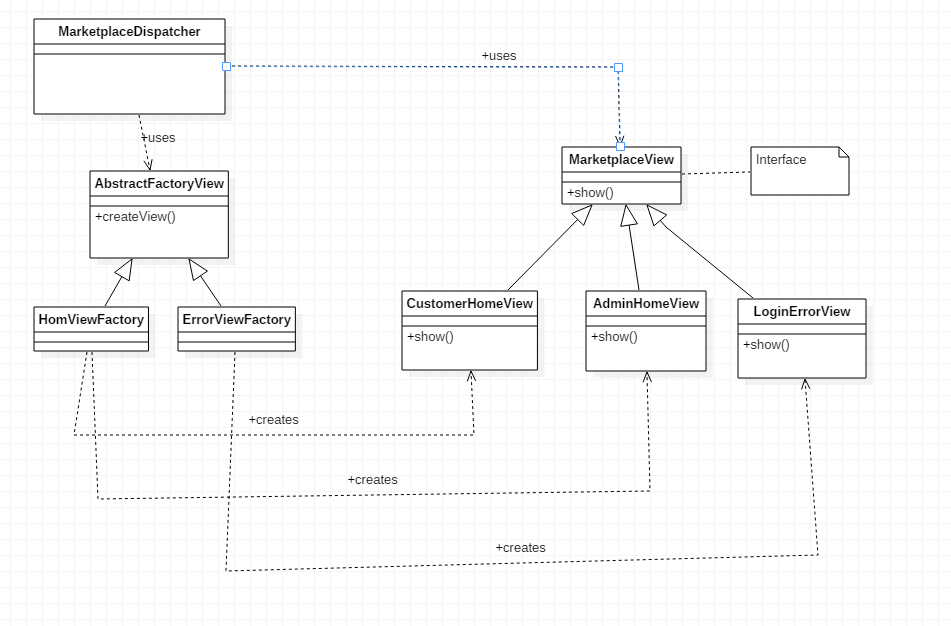 MarketplaceDispatcher
+uses
+uses
MarketplaceView
+show()
Interface
AbstractFactoryView
+createView()
HomViewFactory
ErrorViewFactory
CustomerHomeView
+show()
AdminHomeView
+show()
LoginErrorView
+show()
+creates
+creates
+creates